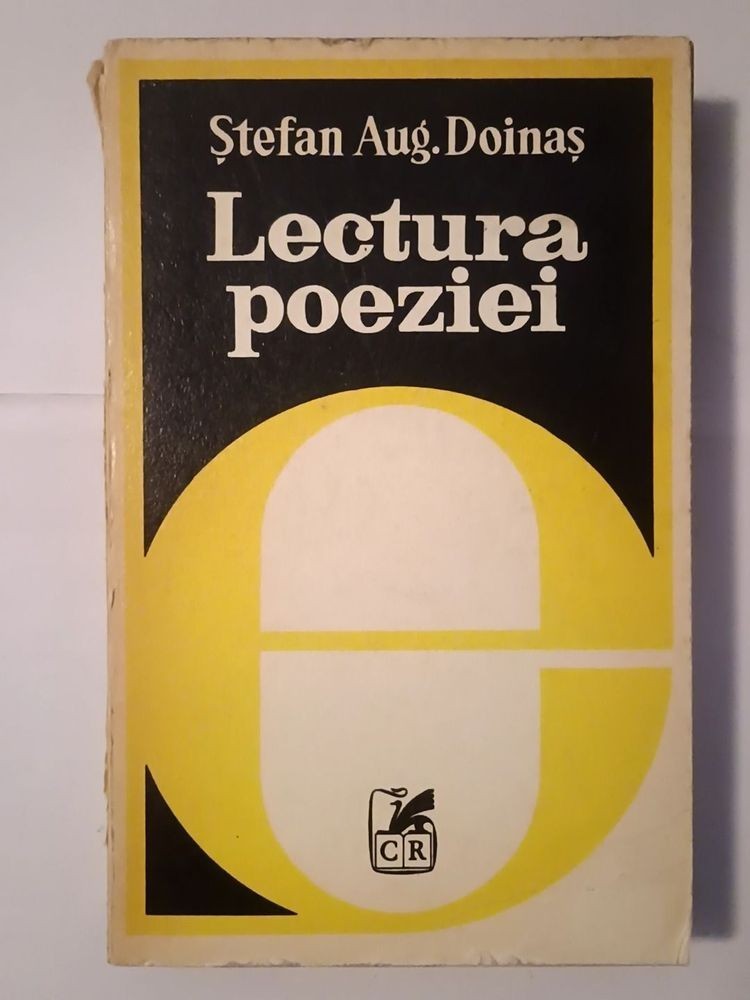 Ștefan Aug. Doinaș
Lectura
poeziei
e
CR